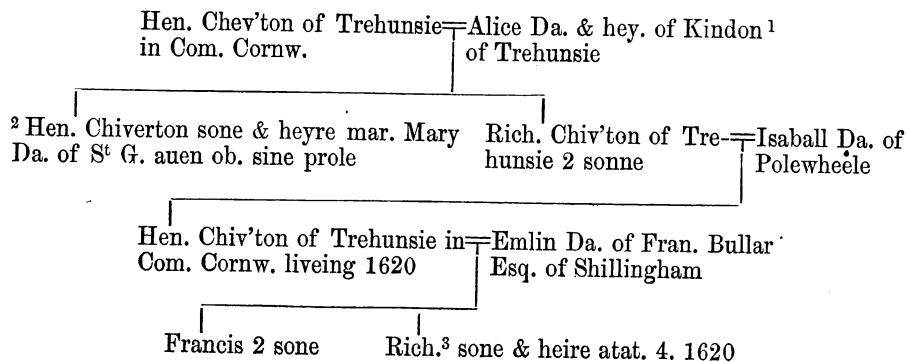 Hen. Chev'ton of Trehunsie=Alice Da. & hey. of Kindon ¹
in Com. Cornw. of Trehunsie
² Hen. Chiverton sone & heyre mar. Mary
Da. of Sᵗ G. auen ob. sine prole
Rich. Chiv'ton of Tre-=Isaball Da. of
hunsie 2 sonne Polewheele
Hen. Chiv'ton of Trehunsie in=Emlin Da. of Fran. Bullar
Com. Cornw. liveing 1620 Esq. of Shillingham
Francis 2 sone Rich.³ sone & heire atat. 4. 1620